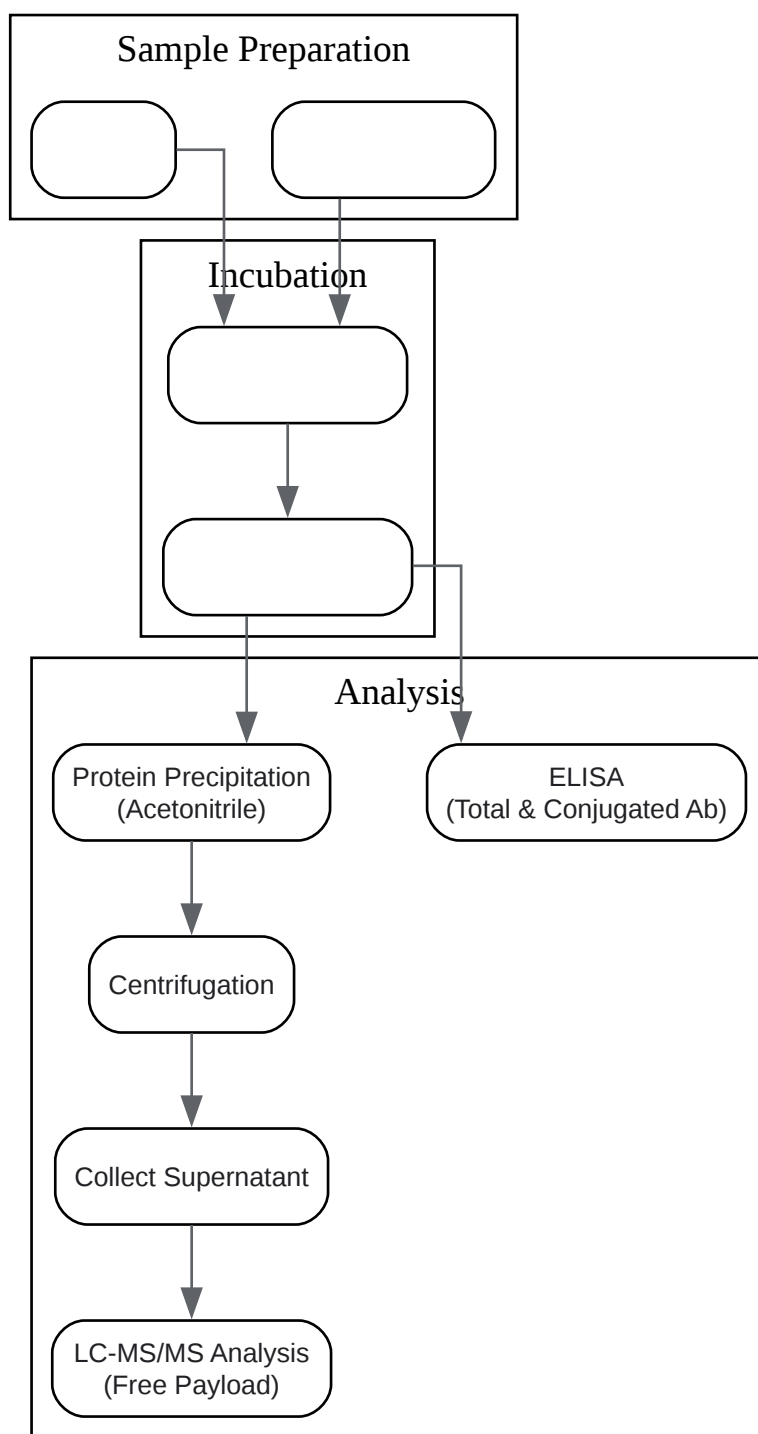 Sample Preparation
Incubation
Analysis
Protein Precipitation
(Acetonitrile)
ELISA
(Total & Conjugated Ab)
Centrifugation
Collect Supernatant
LC-MS/MS Analysis
(Free Payload)